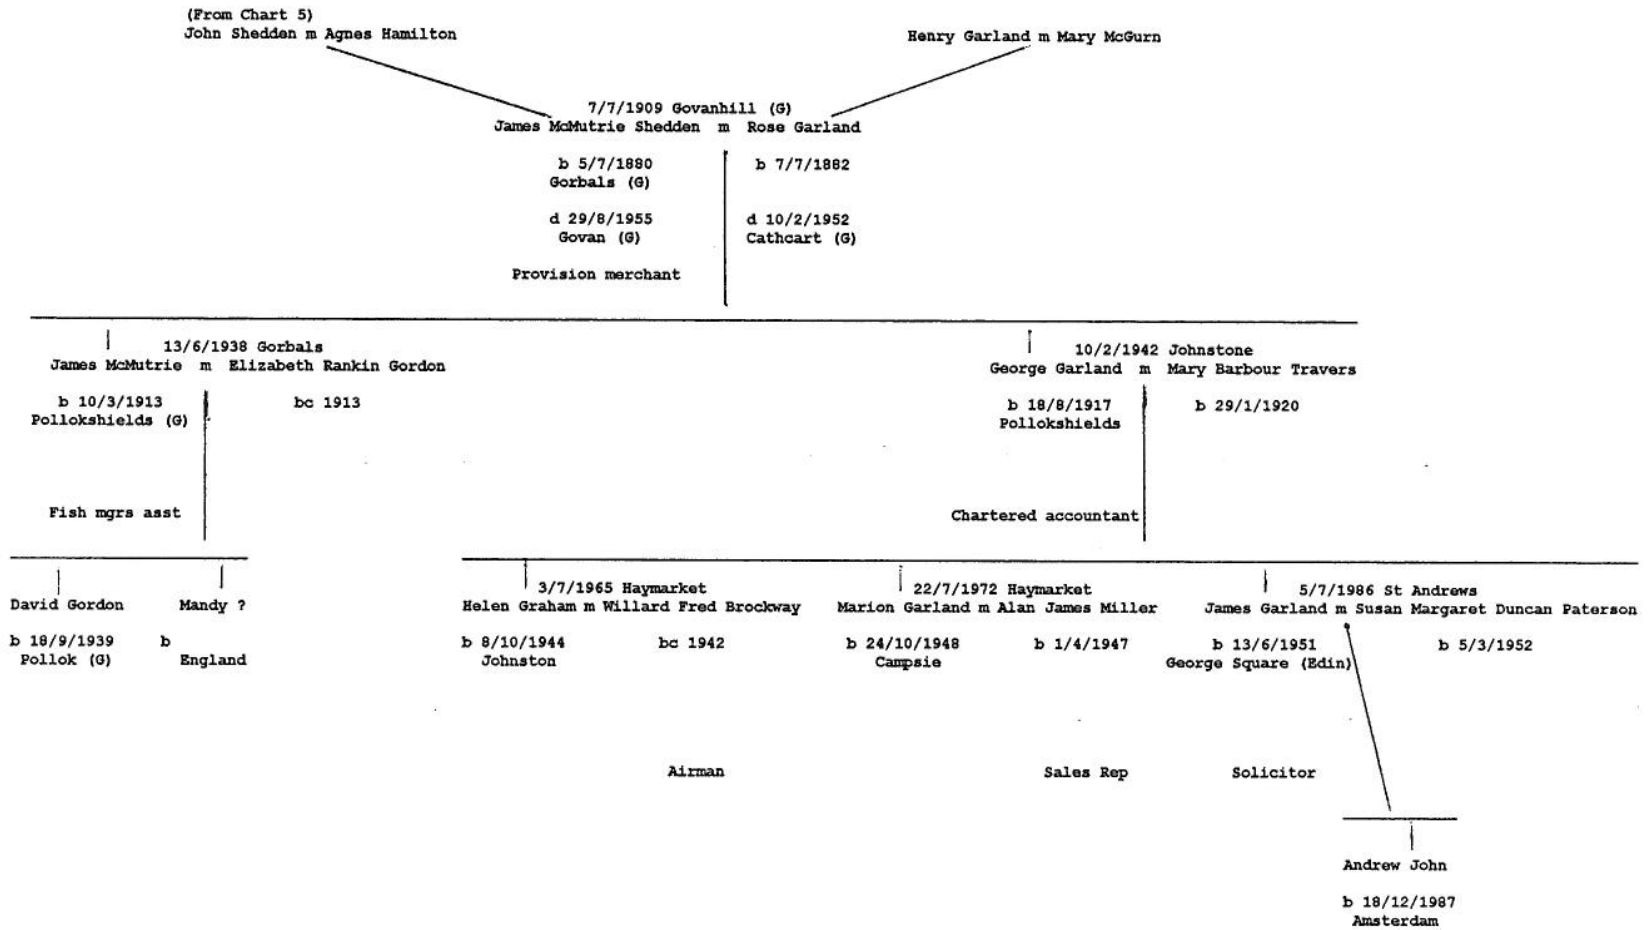 (From Chart 5)
John Shedden m Agnes Hamilton
Henry Garland m Mary McGurn
7/7/1909 Govanhill (G)
James McMutrie Shedden m Rose Garland
b 5/7/1880 b 7/7/1882
Gorbals (G)
d 29/8/1955 d 10/2/1952
Govan (G) Cathcart (G)
Provision merchant
13/6/1938 Gorbals
James McMutrie m Elizabeth Rankin Gordon
b 10/3/1913 bc 1913
Pollokshields (G)
Fish mgrs asst
10/2/1942 Johnstone
George Garland m Mary Barbour Travers
b 18/8/1917 b 29/1/1920
Pollokshields
Chartered accountant
David Gordon Mandy ?
b 18/9/1939 b
Pollok (G) England
3/7/1965 Haymarket
Helen Graham m Willard Fred Brockway
b 8/10/1944 bc 1942
Johnston
Airman
22/7/1972 Haymarket
Marion Garland m Alan James Miller
b 24/10/1948 b 1/4/1947
Campsie
Sales Rep
5/7/1986 St Andrews
James Garland m Susan Margaret Duncan Paterson
b 13/6/1951 b 5/3/1952
George Square (Edin)
Solicitor
Andrew John
b 18/12/1987
Amsterdam